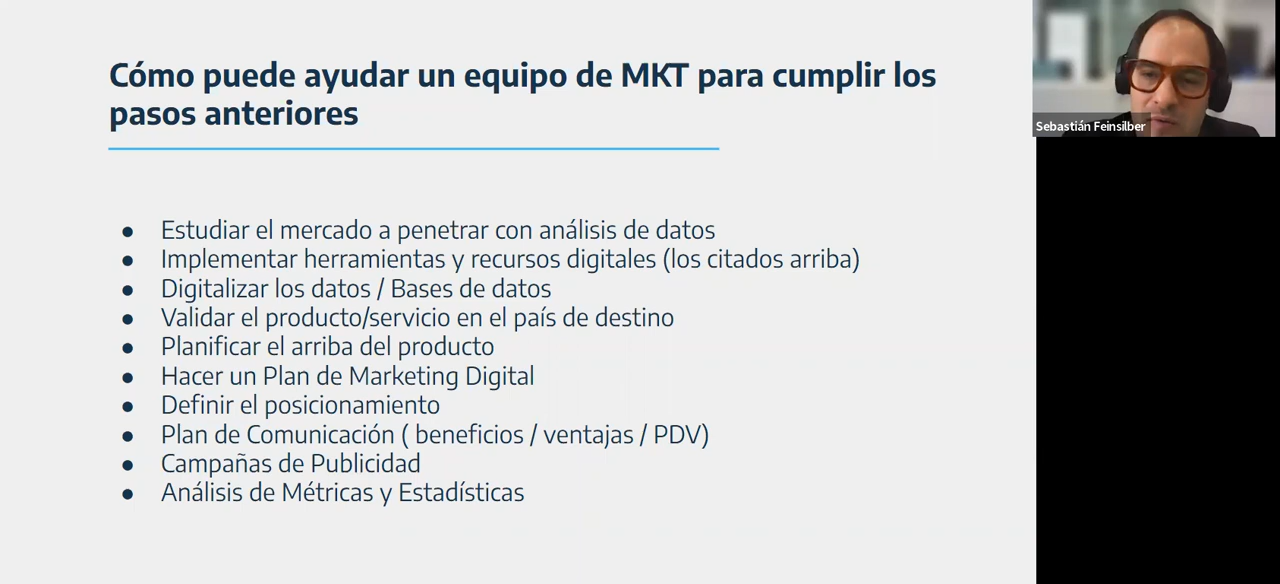 Cómo puede ayudar un equipo de MKT para cumplir los
pasos anteriores
● Estudiar el mercado a penetrar con análisis de datos
● Implementar herramientas y recursos digitales (los citados arriba)
● Digitalizar los datos / Bases de datos
● Validar el producto/servicio en el país de destino
● Planificar el arriba del producto
● Hacer un Plan de Marketing Digital
● Definir el posicionamiento
● Plan de Comunicación ( beneficios / ventajas / PDV)
● Campañas de Publicidad
● Análisis de Métricas y Estadísticas
Sebastián Feinsilber